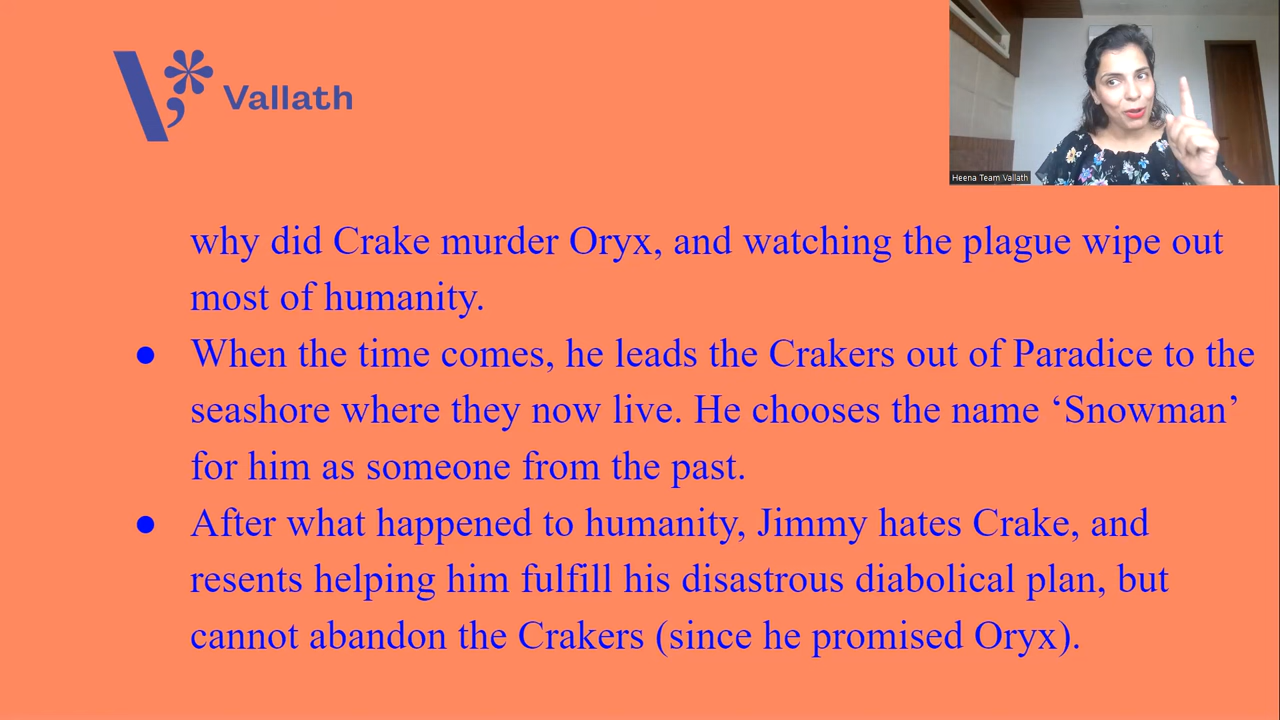 Vallath
Heena Team Vallath
why did Crake murder Oryx, and watching the plague wipe out
most of humanity.
● When the time comes, he leads the Crakers out of Paradice to the
seashore where they now live. He chooses the name ‘Snowman’
for him as someone from the past.
● After what happened to humanity, Jimmy hates Crake, and
resents helping him fulfill his disastrous diabolical plan, but
cannot abandon the Crakers (since he promised Oryx).